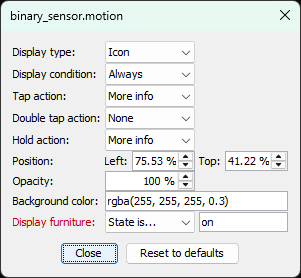 binary_sensor.motion
Display type: Icon
Display condition: Always
Tap action: More info
Double tap action: None
Hold action: More info
Position: Left: 75.53 % Top: 41.22 %
Opacity: 100 %
Background color: rgba(255, 255, 255, 0.3)
Display furniture: State is... on
Close Reset to defaults